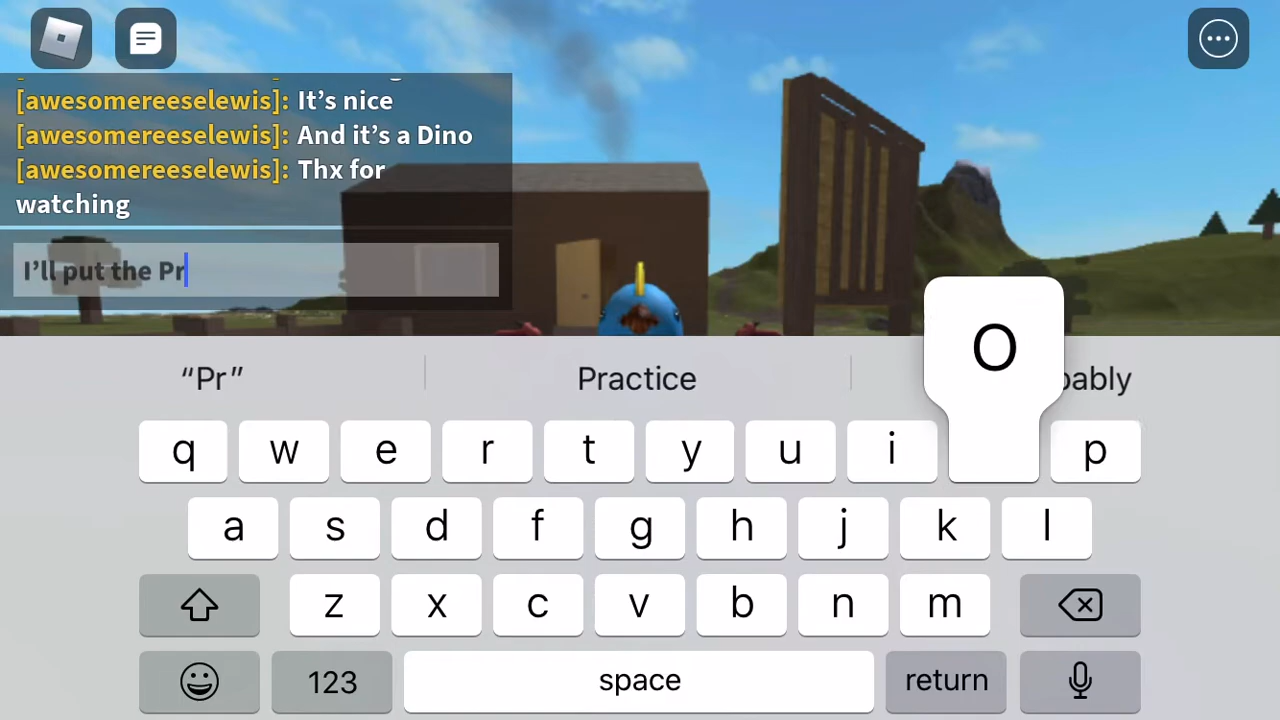 [awesomereeselewis]: It’s nice
[awesomereeselewis]: And it’s a Dino
[awesomereeselewis]: Thx for
watching
I’ll put the Pr
“Pr” Practice bably
q w e r t y u i O p
a s d f g h j k l
z x c v b n m
123 space return